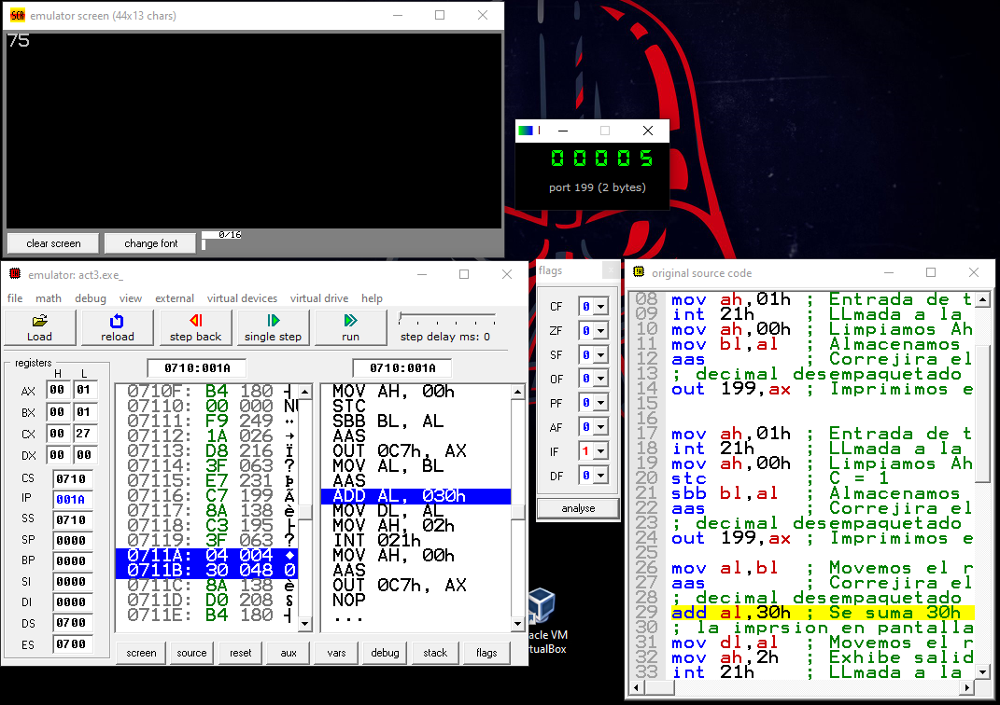 emulator screen (44x13 chars)
75
clear screen
change font
0/16
00005
port 199 (2 bytes)
emulator: act3.exe_
file math debug view external virtual devices virtual drive help
Load
reload
step back
single step
run
step delay ms: 0
registers
H L
AX 00 01
BX 00 01
CX 00 27
DX 00 00
CS 0710
IP 001A
SS 0710
SP 0000
BP 0000
SI 0000
DI 0000
DS 0700
ES 0700
0710:001A
0710F: B4 180 ┤
07110: 00 000 NU
07111: F9 249 ¨
07112: 1A 026 →
07113: D8 216 Ï
07114: 3F 063 ?
07115: E7 231 þ
07116: C7 199 Ã
07117: 8A 138 è
07118: C3 195 ├
07119: 3F 063 ?
0711A: 04 004 ♦
0711B: 30 048 0
0711C: 8A 138 è
0711D: D0 208 ð
0711E: B4 180 ┤
0710:001A
MOV AH, 00h
STC
SBB BL, AL
AAS
OUT 0C7h, AX
MOV AL, BL
AAS
ADD AL, 030h
MOV DL, AL
MOV AH, 02h
INT 021h
MOV AH, 00h
AAS
OUT 0C7h, AX
NOP
...
screen source reset aux vars debug stack flags
flags
CF 0
ZF 0
SF 0
OF 0
PF 0
AF 0
IF 1
DF 0
analyse
original source code
08 mov ah,01h ; Entrada de t
09 int 21h ; LLmada a la
10 mov ah,00h ; Limpiamos Ah
11 mov bl,al ; Almacenamos
12 aas ; Correjira el
13 ; decimal desempaquetado
14 out 199,ax ; Imprimimos e
15
16
17 mov ah,01h ; Entrada de t
18 int 21h ; LLmada a la
19 mov ah,00h ; Limpiamos Ah
20 stc ; C = 1
21 sbb bl,al ; Almacenamos
22 aas ; Correjira el
23 ; decimal desempaquetado
24 out 199,ax ; Imprimimos e
25
26 mov al,bl ; Movemos el r
27 aas ; Correjira el
28 ; decimal desempaquetado
29 add al,30h ; Se suma 30h
30 ; la imprsion en pantalla
31 mov dl,al ; Movemos el r
32 mov ah,2h ; Exhibe salid
33 int 21h ; LLmada a la
acle VM
rtualBox